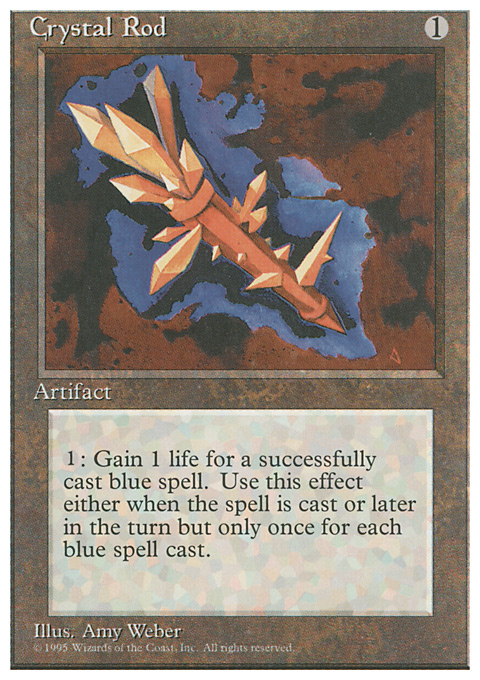 Crystal Rod 1
Artifact
1: Gain 1 life for a successfully
cast blue spell. Use this effect
either when the spell is cast or later
in the turn but only once for each
blue spell cast.
Illus. Amy Weber
© 1995 Wizards of the Coast, Inc. All rights reserved.